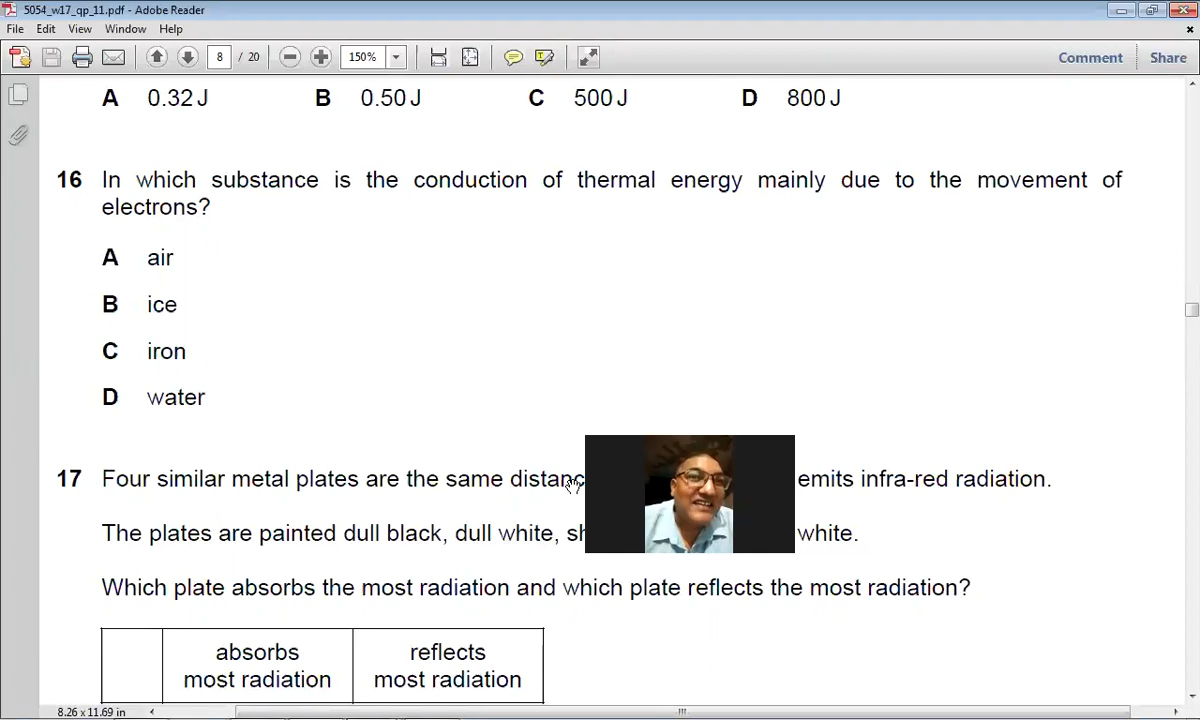 5054_w17_qp_11.pdf - Adobe Reader
File Edit View Window Help
8 / 20 150% Comment Share
A 0.32 J B 0.50 J C 500 J D 800 J
16 In which substance is the conduction of thermal energy mainly due to the movement of
electrons?
A air
B ice
C iron
D water
17 Four similar metal plates are the same emits infra-red radiation.
The plates are painted dull black, dull white, white.
Which plate absorbs the most radiation and which plate reflects the most radiation?
absorbs
most radiation
reflects
most radiation
8.26 x 11.69 in